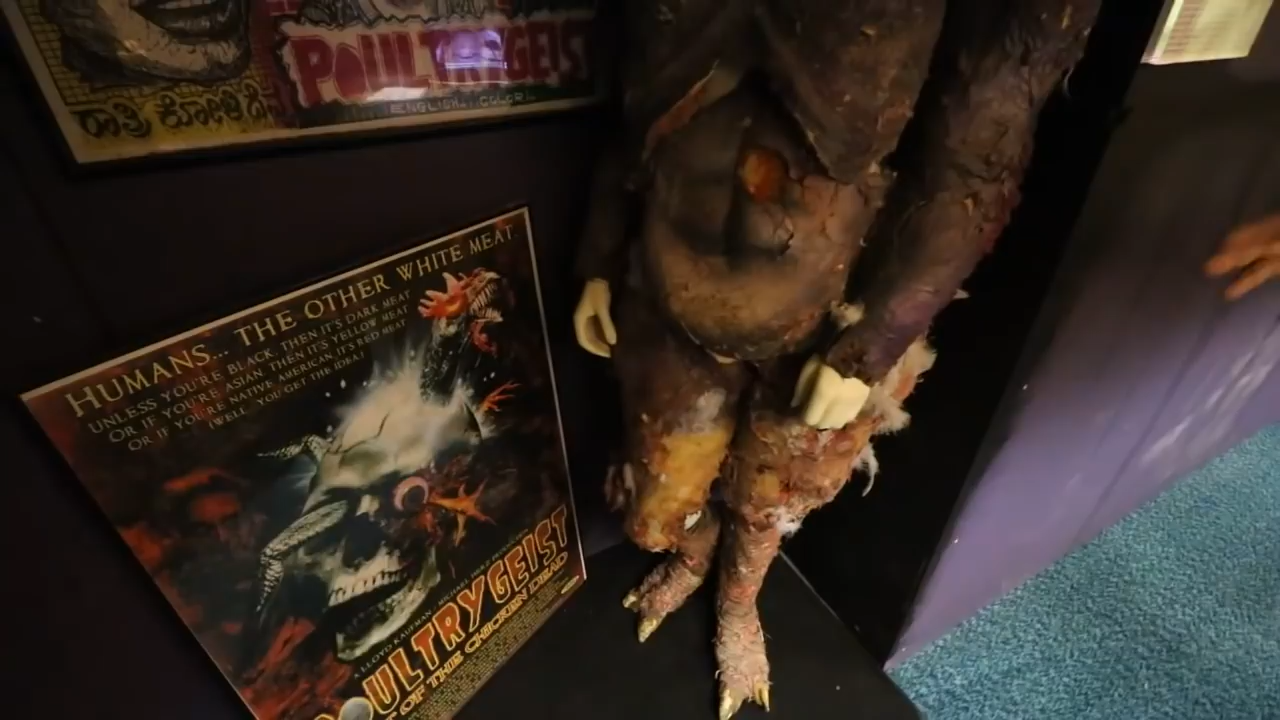 POULTRYGEIST
ENGLISH COLOR
ರಾತ್ರಿ ಕೋಳಿ
HUMANS... THE OTHER WHITE MEAT.
UNLESS YOU'RE BLACK, THEN IT'S DARK MEAT
OR IF YOU'RE ASIAN, THEN IT'S YELLOW MEAT
OR IF YOU'RE NATIVE AMERICAN, IT'S RED MEAT
(WELL... YOU GET THE IDEA)
A LLOYD KAUFMAN / MICHAEL HERZ
POULTRYGEIST
OF THE CHICKEN DEAD